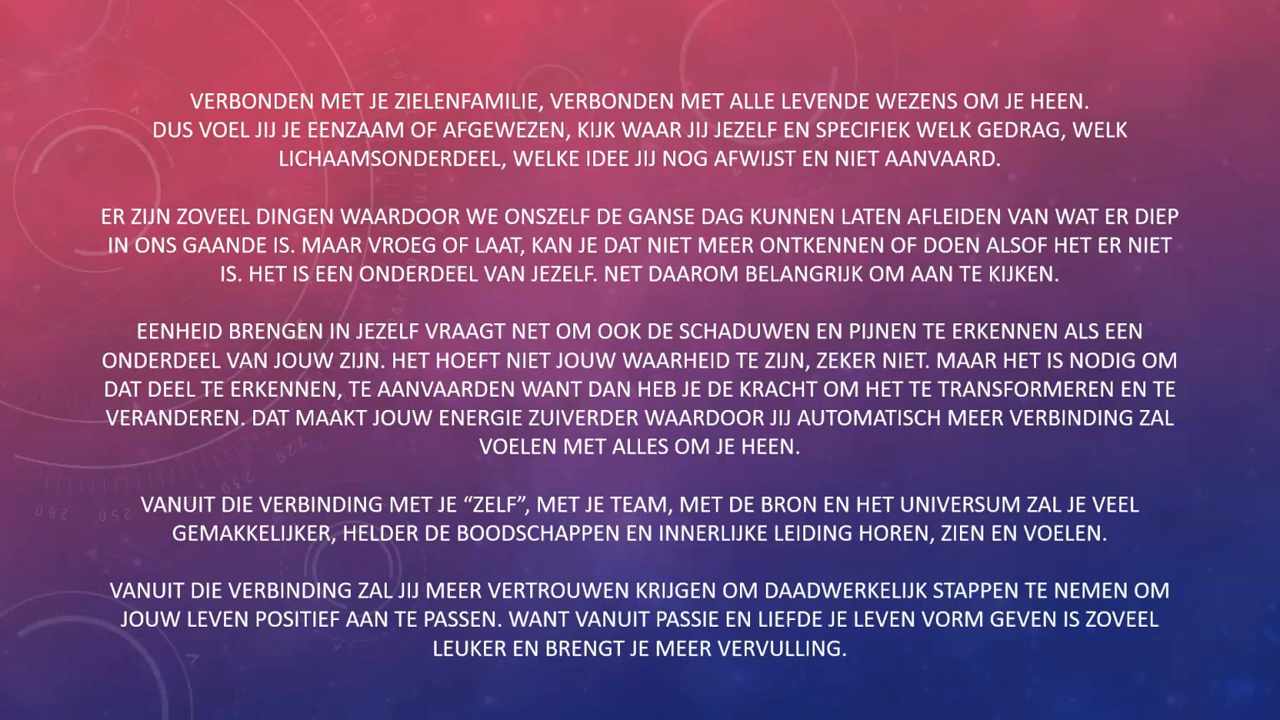 VERBONDEN MET JE ZIELENFAMILIE, VERBONDEN MET ALLE LEVENDE WEZENS OM JE HEEN.
DUS VOEL JIJ JE EENZAAM OF AFGEWEZEN, KIJK WAAR JIJ JEZELF EN SPECIFIEK WELK GEDRAG, WELK
LICHAAMSONDERDEEL, WELKE IDEE JIJ NOG AFWIJST EN NIET AANVAARD.
ER ZIJN ZOVEEL DINGEN WAARDOOR WE ONSZELF DE GANSE DAG KUNNEN LATEN AFLEIDEN VAN WAT ER DIEP
IN ONS GAANDE IS. MAAR VROEG OF LAAT, KAN JE DAT NIET MEER ONTKENNEN OF DOEN ALSOF HET ER NIET
IS. HET IS EEN ONDERDEEL VAN JEZELF. NET DAAROM BELANGRIJK OM AAN TE KIJKEN.
EENHEID BRENGEN IN JEZELF VRAAGT NET OM OOK DE SCHADUWEN EN PIJNEN TE ERKENNEN ALS EEN
ONDERDEEL VAN JOUW ZIJN. HET HOEFT NIET JOUW WAARHEID TE ZIJN, ZEKER NIET. MAAR HET IS NODIG OM
DAT DEEL TE ERKENNEN, TE AANVAARDEN WANT DAN HEB JE DE KRACHT OM HET TE TRANSFORMEREN EN TE
VERANDEREN. DAT MAAKT JOUW ENERGIE ZUIVERDER WAARDOOR JIJ AUTOMATISCH MEER VERBINDING ZAL
VOELEN MET ALLES OM JE HEEN.
VANUIT DIE VERBINDING MET JE “ZELF”, MET JE TEAM, MET DE BRON EN HET UNIVERSUM ZAL JE VEEL
GEMAKKELIJKER, HELDER DE BOODSCHAPPEN EN INNERLIJKE LEIDING HOREN, ZIEN EN VOELEN.
VANUIT DIE VERBINDING ZAL JIJ MEER VERTROUWEN KRIJGEN OM DAADWERKELIJK STAPPEN TE NEMEN OM
JOUW LEVEN POSITIEF AAN TE PASSEN. WANT VANUIT PASSIE EN LIEFDE JE LEVEN VORM GEVEN IS ZOVEEL
LEUKER EN BRENGT JE MEER VERVULLING.